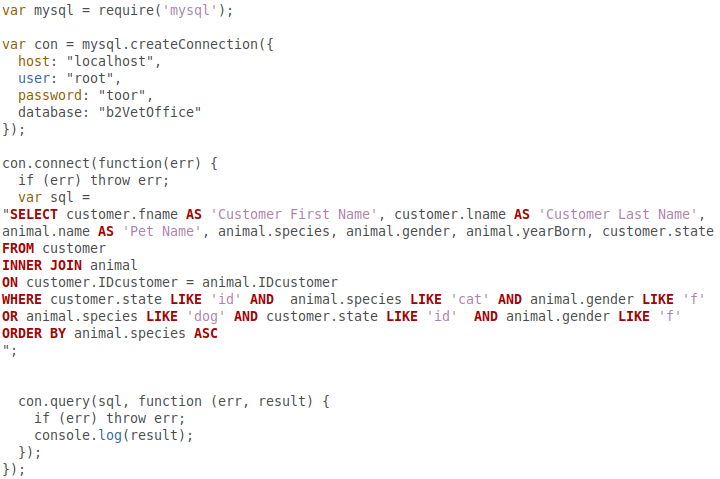 var mysql = require('mysql');

var con = mysql.createConnection({
  host: "localhost",
  user: "root",
  password: "toor",
  database: "b2VetOffice"
});

con.connect(function(err) {
  if (err) throw err;
  var sql =
"SELECT customer.fname AS 'Customer First Name', customer.lname AS 'Customer Last Name',
animal.name AS 'Pet Name', animal.species, animal.gender, animal.yearBorn, customer.state
FROM customer
INNER JOIN animal
ON customer.IDcustomer = animal.IDcustomer
WHERE customer.state LIKE 'id' AND  animal.species LIKE 'cat' AND animal.gender LIKE 'f'
OR animal.species LIKE 'dog' AND customer.state LIKE 'id'  AND animal.gender LIKE 'f'
ORDER BY animal.species ASC
";

  con.query(sql, function (err, result) {
    if (err) throw err;
    console.log(result);
  });
});